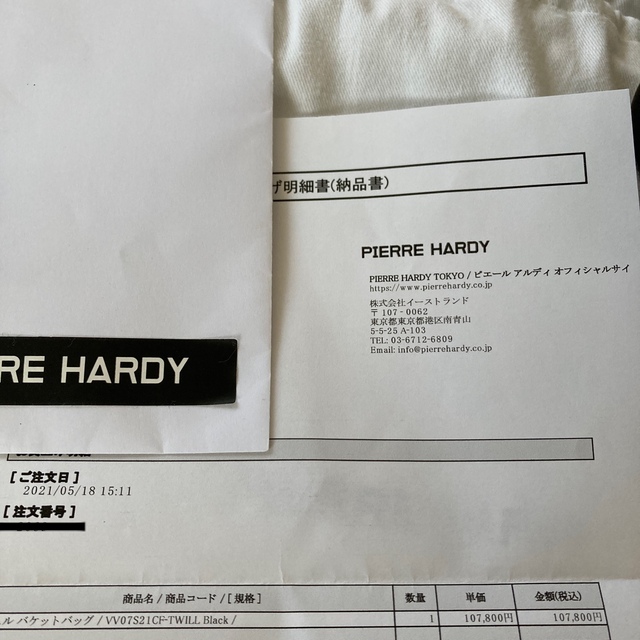 RE HARDY
げ明細書(納品書)
PIERRE HARDY
PIERRE HARDY TOKYO / ピエール アルディ オフィシャルサイ
https://www.pierrehardy.co.jp
株式会社イーストランド
〒107-0062
東京都東京都港区南青山
5-5-25 A-103
TEL: 03-6712-6809
Email: info@pierrehardy.co.jp
[ご注文日]
2021/05/18 15:11
[注文番号]
商品名 / 商品コード / [ 規格 ] 数量 単価 金額(税込)
ル バケットバッグ / VV07S21CF-TWILL Black / 1 107,800円 107,800円